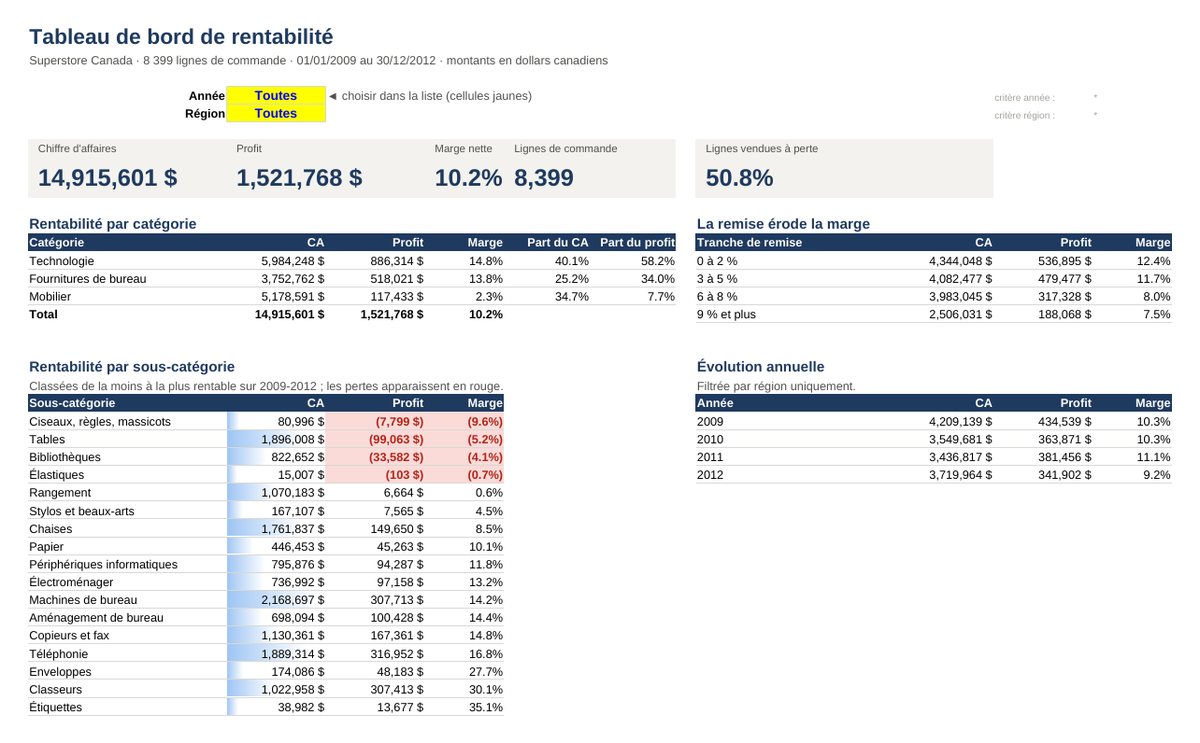 Tableau de bord de rentabilité
Superstore Canada · 8 399 lignes de commande · 01/01/2009 au 30/12/2012 · montants en dollars canadiens
Année Toutes ◄ choisir dans la liste (cellules jaunes) critère année : *
Région Toutes critère région : *
Chiffre d'affaires Profit Marge nette Lignes de commande Lignes vendues à perte
14,915,601 $ 1,521,768 $ 10.2% 8,399 50.8%
Rentabilité par catégorie
Catégorie CA Profit Marge Part du CA Part du profit
Technologie 5,984,248 $ 886,314 $ 14.8% 40.1% 58.2%
Fournitures de bureau 3,752,762 $ 518,021 $ 13.8% 25.2% 34.0%
Mobilier 5,178,591 $ 117,433 $ 2.3% 34.7% 7.7%
Total 14,915,601 $ 1,521,768 $ 10.2%
La remise érode la marge
Tranche de remise CA Profit Marge
0 à 2 % 4,344,048 $ 536,895 $ 12.4%
3 à 5 % 4,082,477 $ 479,477 $ 11.7%
6 à 8 % 3,983,045 $ 317,328 $ 8.0%
9 % et plus 2,506,031 $ 188,068 $ 7.5%
Rentabilité par sous-catégorie
Classées de la moins à la plus rentable sur 2009-2012 ; les pertes apparaissent en rouge.
Sous-catégorie CA Profit Marge
Ciseaux, règles, massicots 80,996 $ (7,799 $) (9.6%)
Tables 1,896,008 $ (99,063 $) (5.2%)
Bibliothèques 822,652 $ (33,582 $) (4.1%)
Élastiques 15,007 $ (103 $) (0.7%)
Rangement 1,070,183 $ 6,664 $ 0.6%
Stylos et beaux-arts 167,107 $ 7,565 $ 4.5%
Chaises 1,761,837 $ 149,650 $ 8.5%
Papier 446,453 $ 45,263 $ 10.1%
Périphériques informatiques 795,876 $ 94,287 $ 11.8%
Électroménager 736,992 $ 97,158 $ 13.2%
Machines de bureau 2,168,697 $ 307,713 $ 14.2%
Aménagement de bureau 698,094 $ 100,428 $ 14.4%
Copieurs et fax 1,130,361 $ 167,361 $ 14.8%
Téléphonie 1,889,314 $ 316,952 $ 16.8%
Enveloppes 174,086 $ 48,183 $ 27.7%
Classeurs 1,022,958 $ 307,413 $ 30.1%
Étiquettes 38,982 $ 13,677 $ 35.1%
Évolution annuelle
Filtrée par région uniquement.
Année CA Profit Marge
2009 4,209,139 $ 434,539 $ 10.3%
2010 3,549,681 $ 363,871 $ 10.3%
2011 3,436,817 $ 381,456 $ 11.1%
2012 3,719,964 $ 341,902 $ 9.2%